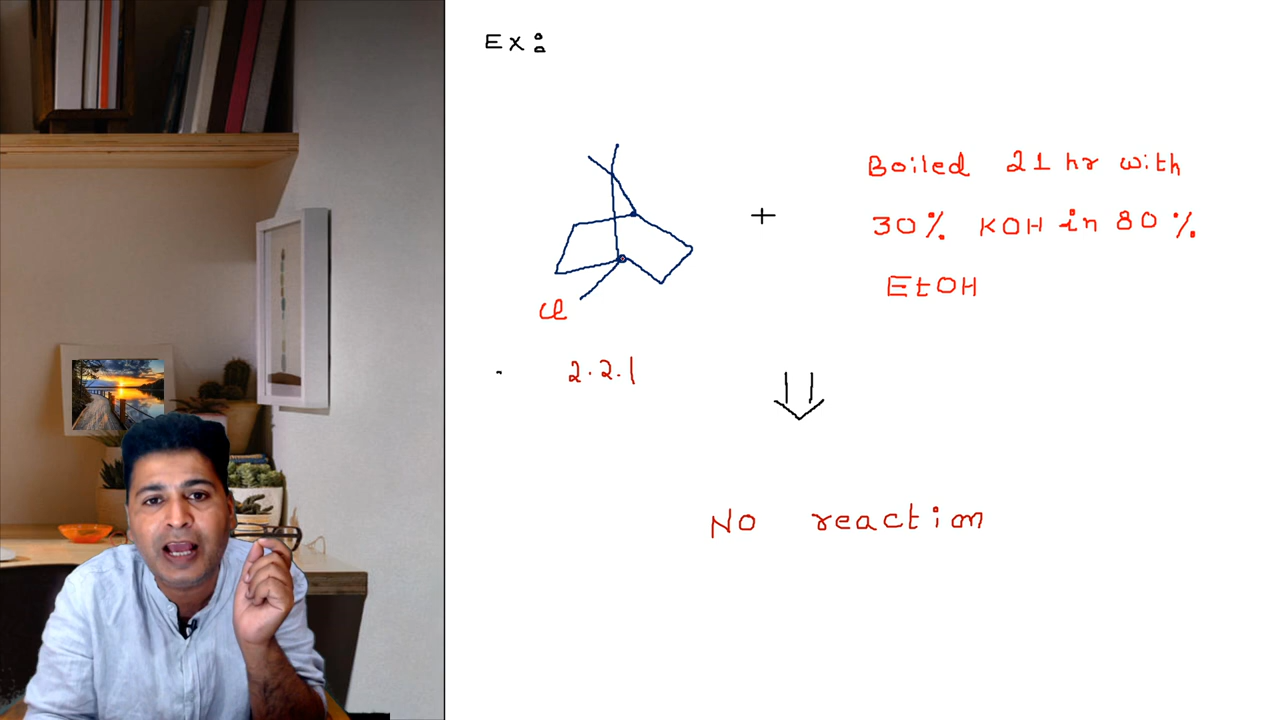 Ex:
Boiled 21 hr with
30% KOH in 80%
EtOH
+
Cl
2.2.1
No reaction